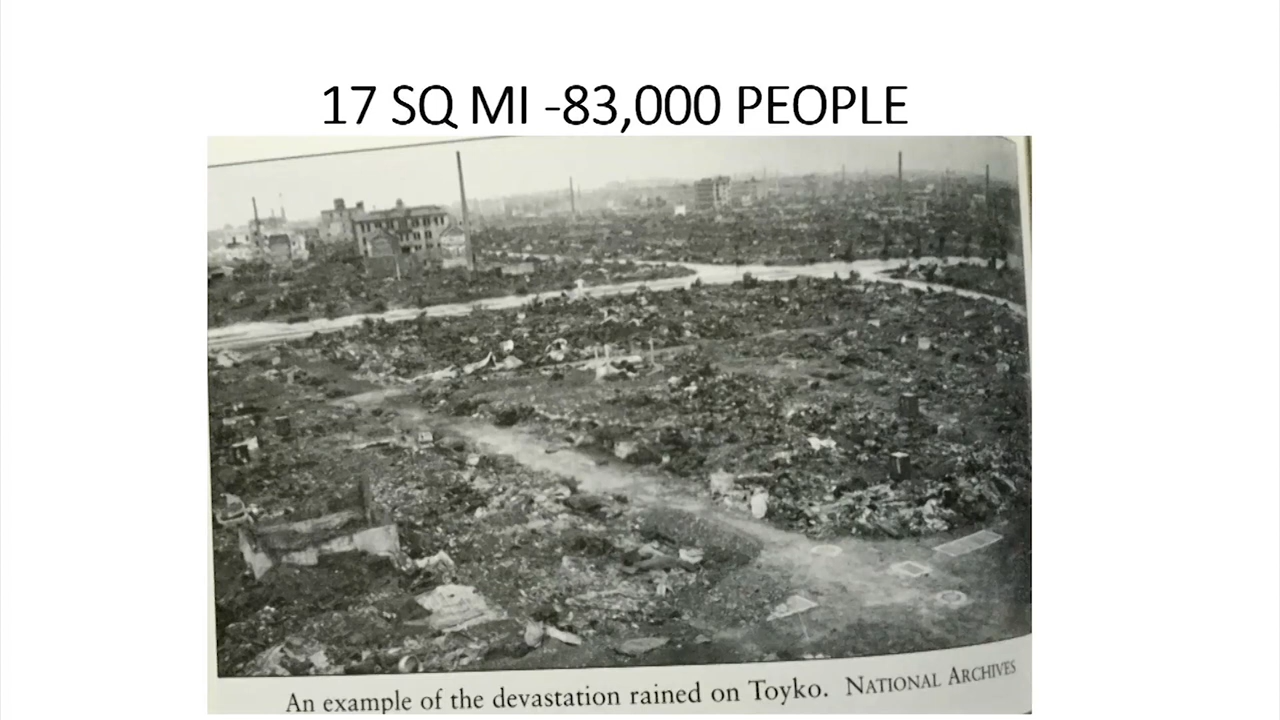 17 SQ MI -83,000 PEOPLE
An example of the devastation rained on Toyko. NATIONAL ARCHIVES